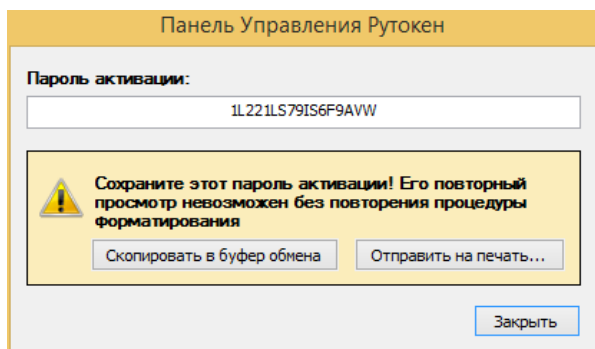 Панель Управления Рутокен
Пароль активации:
1L221LS79IS6F9AVW
Сохраните этот пароль активации! Его повторный
просмотр невозможен без повторения процедуры
форматирования
Скопировать в буфер обмена
Отправить на печать...
Закрыть